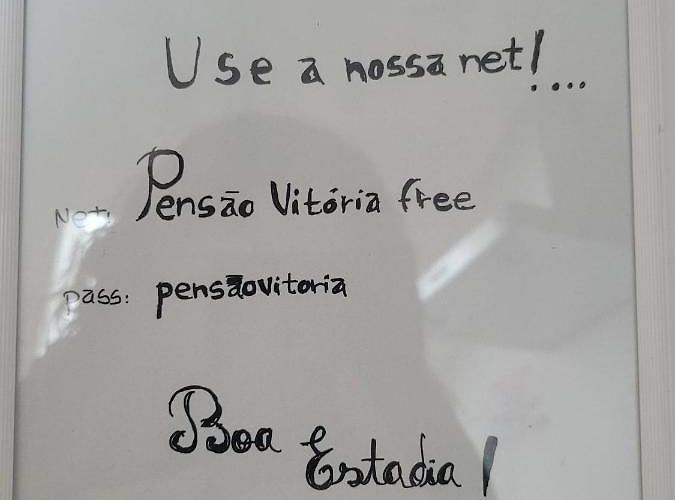 Use a nossa net!....
Net: Pensão Vitória free
pass: pensãovitoria
Boa Estadia!